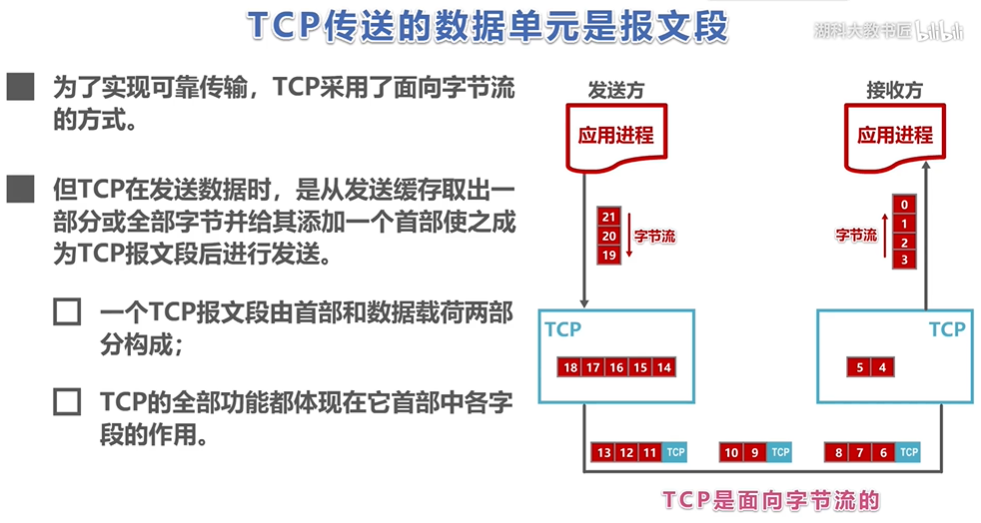 TCP传送的数据单元是报文段
湖科大教书匠 bilibili
为了实现可靠传输，TCP采用了面向字节流
的方式。
但TCP在发送数据时，是从发送缓存取出一
部分或全部字节并给其添加一个首部使之成
为TCP报文段后进行发送。
一个TCP报文段由首部和数据载荷两部
分构成；
TCP的全部功能都体现在它首部中各字
段的作用。
发送方
接收方
应用进程
应用进程
21
20
19
字节流
字节流
0
1
2
3
TCP
18 17 16 15 14
TCP
5 4
13 12 11 TCP
10 9 TCP
8 7 6 TCP
TCP是面向字节流的